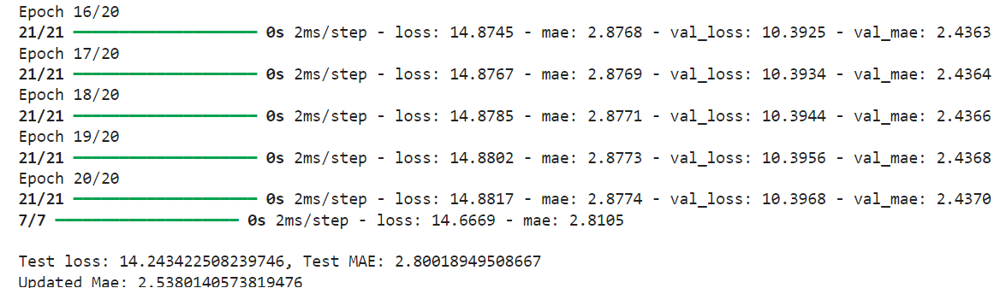 Epoch 16/20
21/21 ━━━━━━━━━━━━━━━━━━━━ 0s 2ms/step - loss: 14.8745 - mae: 2.8768 - val_loss: 10.3925 - val_mae: 2.4363
Epoch 17/20
21/21 ━━━━━━━━━━━━━━━━━━━━ 0s 2ms/step - loss: 14.8767 - mae: 2.8769 - val_loss: 10.3934 - val_mae: 2.4364
Epoch 18/20
21/21 ━━━━━━━━━━━━━━━━━━━━ 0s 2ms/step - loss: 14.8785 - mae: 2.8771 - val_loss: 10.3944 - val_mae: 2.4366
Epoch 19/20
21/21 ━━━━━━━━━━━━━━━━━━━━ 0s 2ms/step - loss: 14.8802 - mae: 2.8773 - val_loss: 10.3956 - val_mae: 2.4368
Epoch 20/20
21/21 ━━━━━━━━━━━━━━━━━━━━ 0s 2ms/step - loss: 14.8817 - mae: 2.8774 - val_loss: 10.3968 - val_mae: 2.4370
7/7 ━━━━━━━━━━━━━━━━━━━━ 0s 2ms/step - loss: 14.6669 - mae: 2.8105
Test loss: 14.243422508239746, Test MAE: 2.80018949508667
Updated Mae: 2.5380140573819476